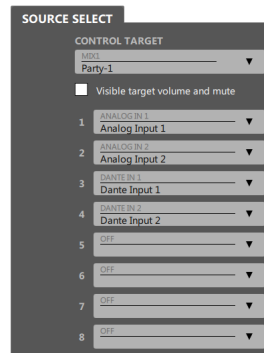 SOURCE SELECT
CONTROL TARGET
MIX1
Party-1
Visible target volume and mute
1 ANALOG IN 1
Analog Input 1
2 ANALOG IN 2
Analog Input 2
3 DANTE IN 1
Dante Input 1
4 DANTE IN 2
Dante Input 2
5 OFF
6 OFF
7 OFF
8 OFF